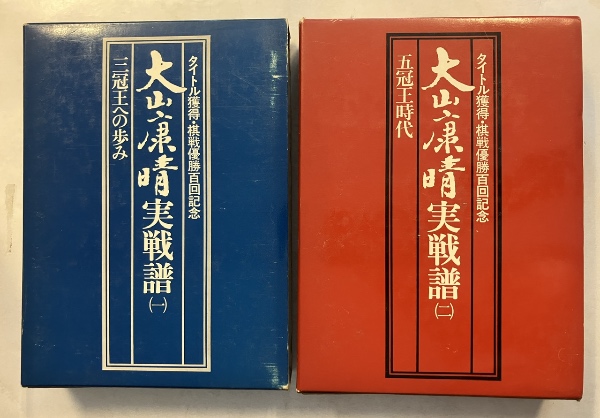 タイトル獲得・棋戦優勝百回記念
大山康晴実戦譜(一)
三冠王への歩み
タイトル獲得・棋戦優勝百回記念
大山康晴実戦譜(二)
五冠王時代